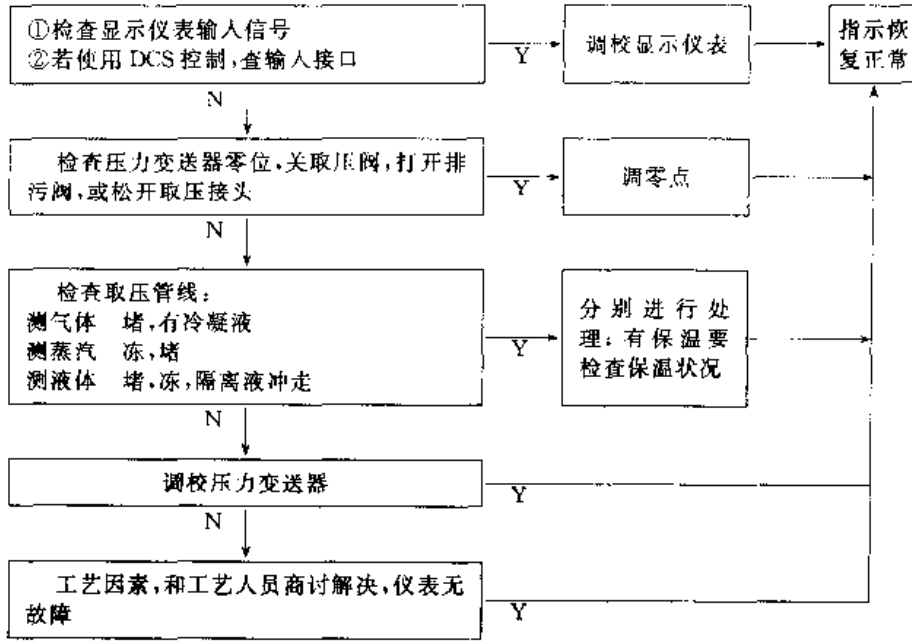 ①检查显示仪表输入信号
②若使用DCS控制,查输入接口
Y
调校显示仪表
指示恢
复正常
N
检查压力变送器零位,关取压阀,打开排
污阀,或松开取压接头
Y
调零点
N
检查取压管线:
测气体 堵,有冷凝液
测蒸汽 冻,堵
测液体 堵,冻,隔离液冲走
Y
分别进行处
理;有保温要
检查保温状况
N
调校压力变送器
Y
N
工艺因素,和工艺人员商讨解决,仪表无
故障
Y